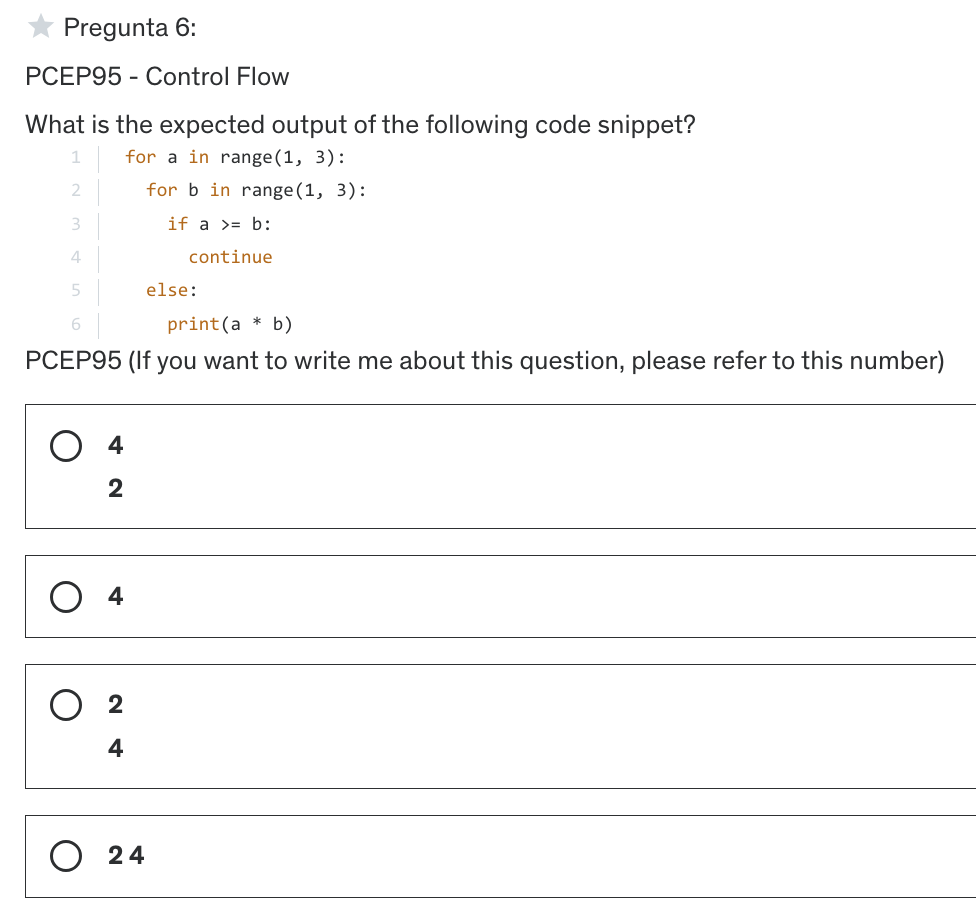 Pregunta 6:
PCEP95 - Control Flow
What is the expected output of the following code snippet?
1 for a in range(1, 3):
2   for b in range(1, 3):
3     if a >= b:
4       continue
5   else:
6     print(a * b)
PCEP95 (If you want to write me about this question, please refer to this number)
4
2
4
2
4
2 4